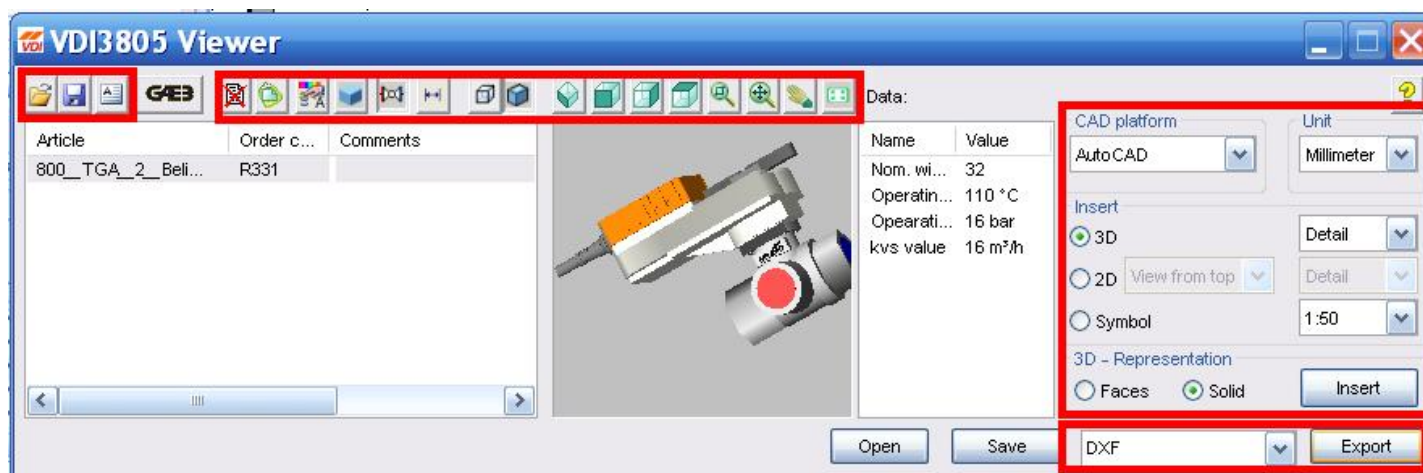 VDI VDI3805 Viewer
GAEB
Data:
Article Order c... Comments
800__TGA__2__Beli... R331
Name Value
Nom. wi... 32
Operatin... 110 °C
Opearati... 16 bar
kvs value 16 m³/h
CAD platform
AutoCAD
Unit
Millimeter
Insert
3D Detail
2D View from top Detail
Symbol 1:50
3D - Representation
Faces Solid Insert
Open Save DXF Export